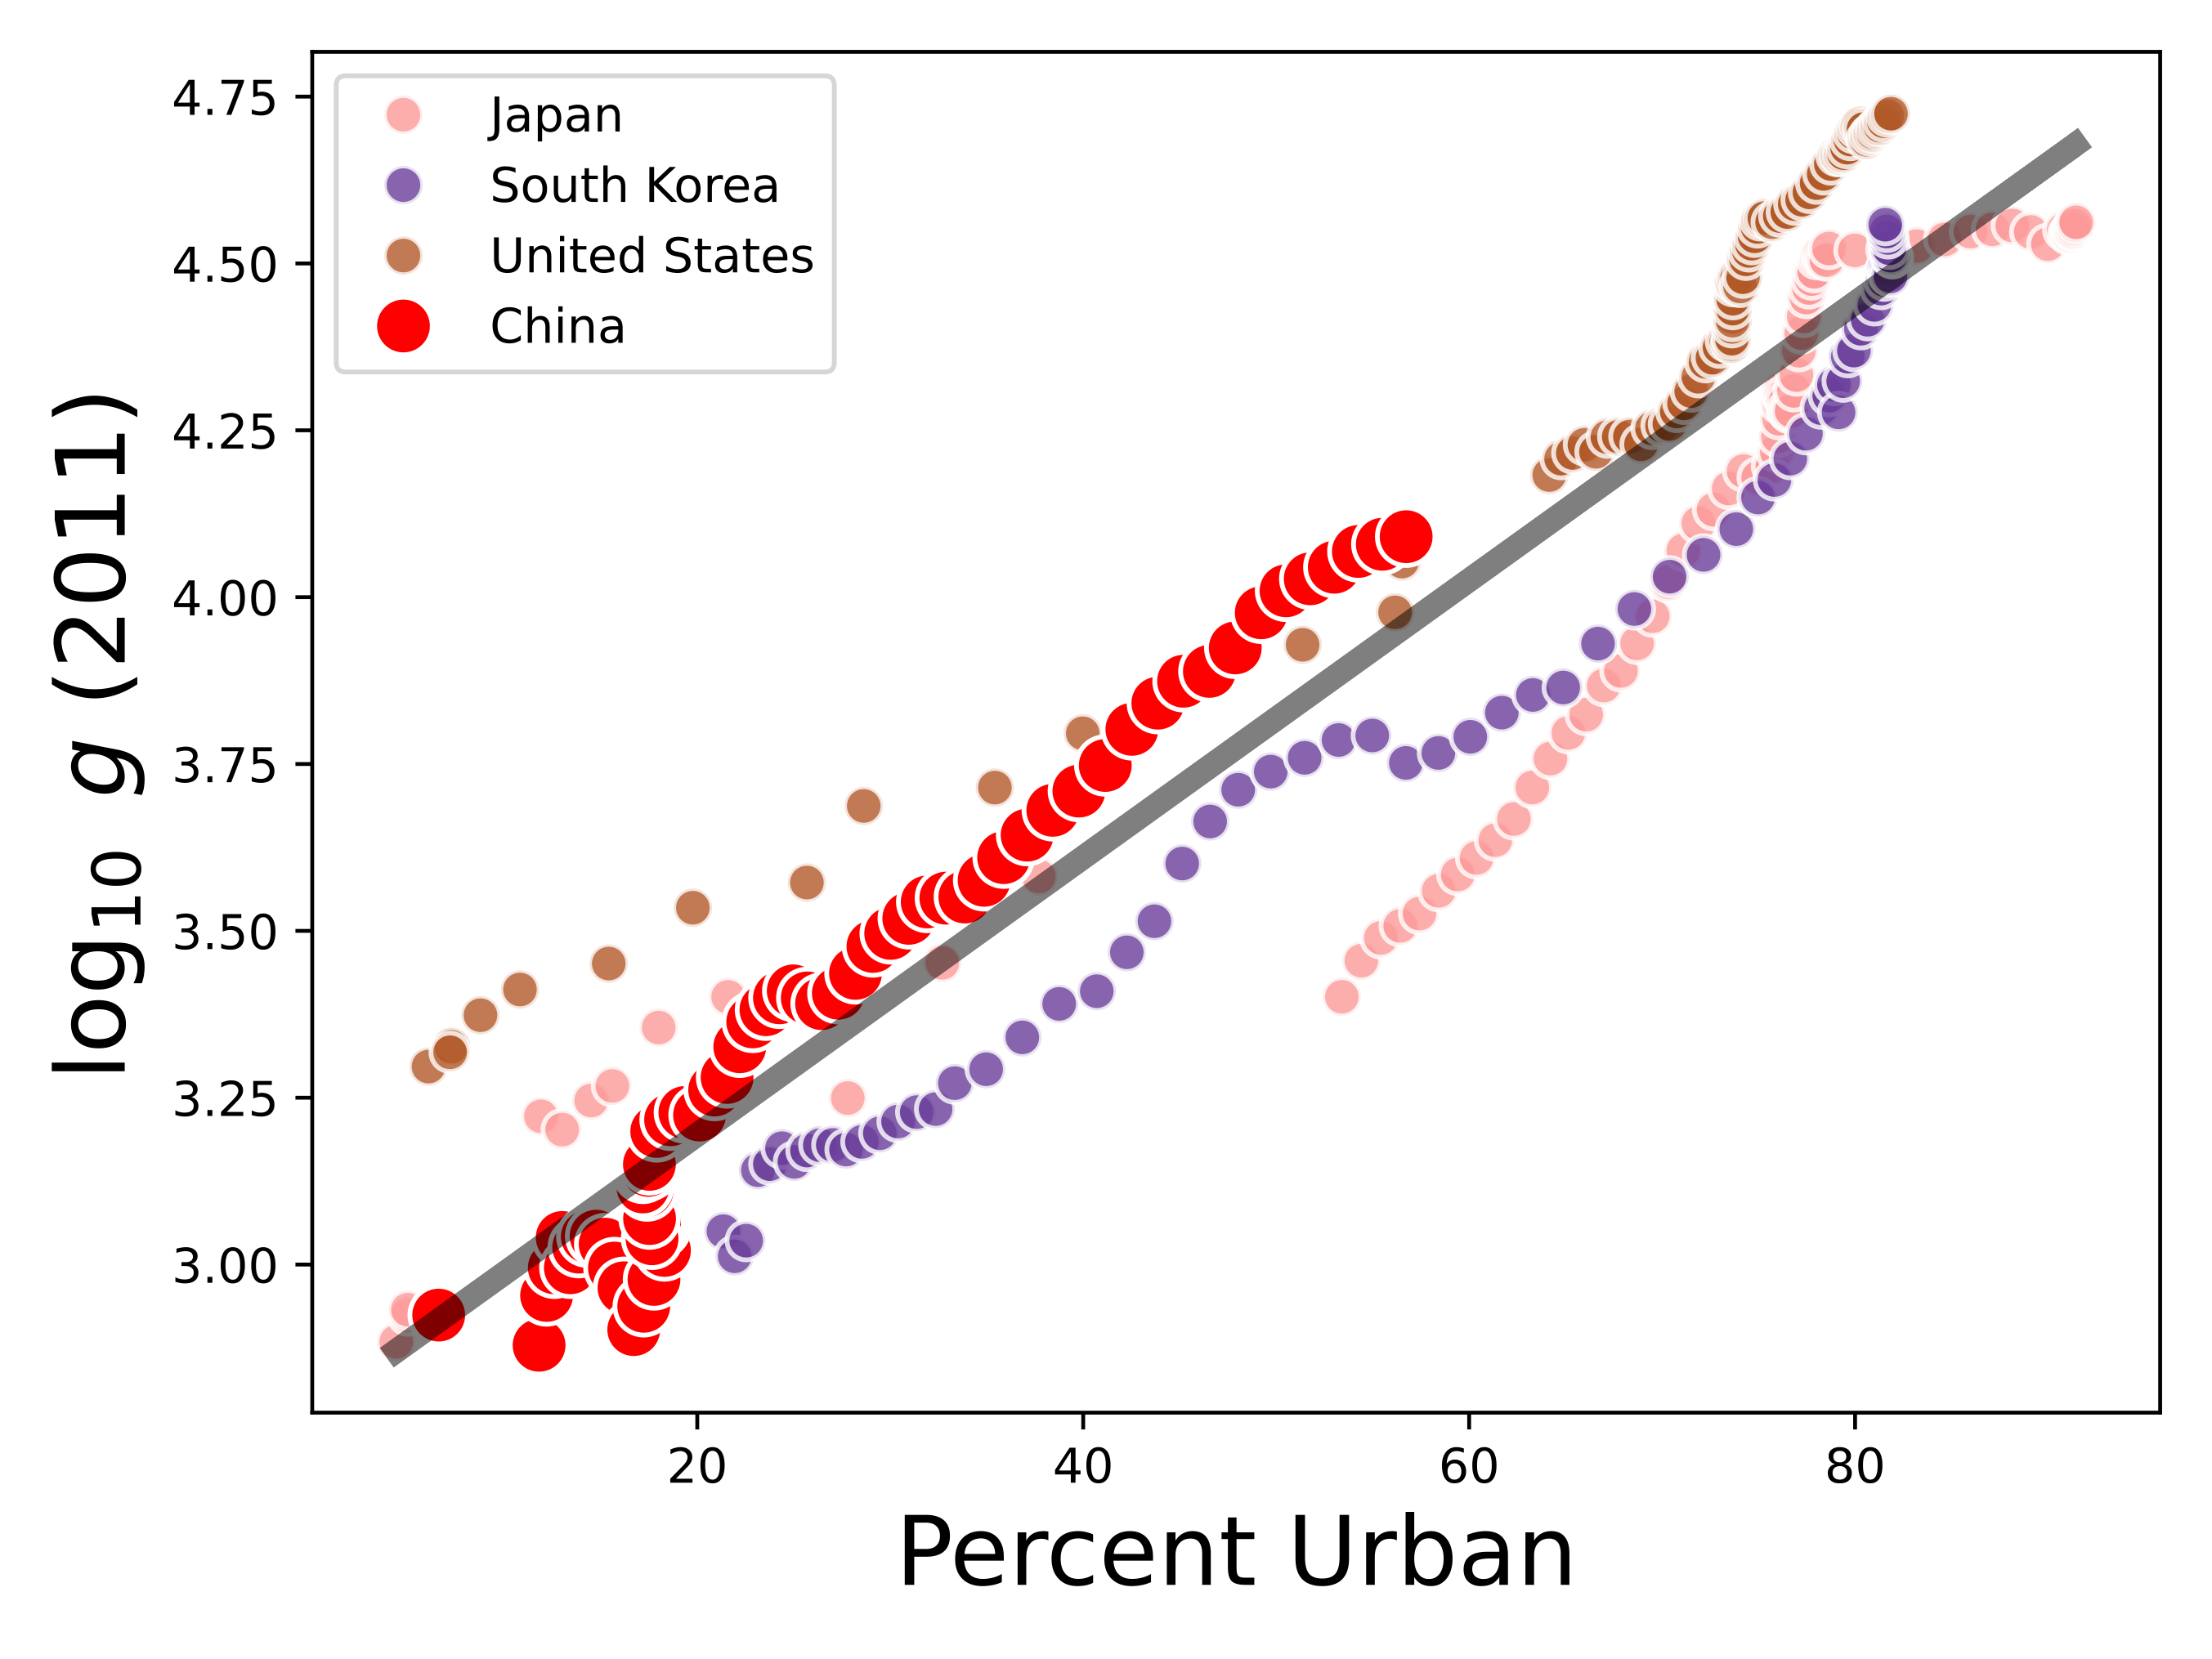 Japan
South Korea
United States
China
4.75
4.50
4.25
4.00
3.75
3.50
3.25
3.00
log10 g (2011)
20 40 60 80
Percent Urban